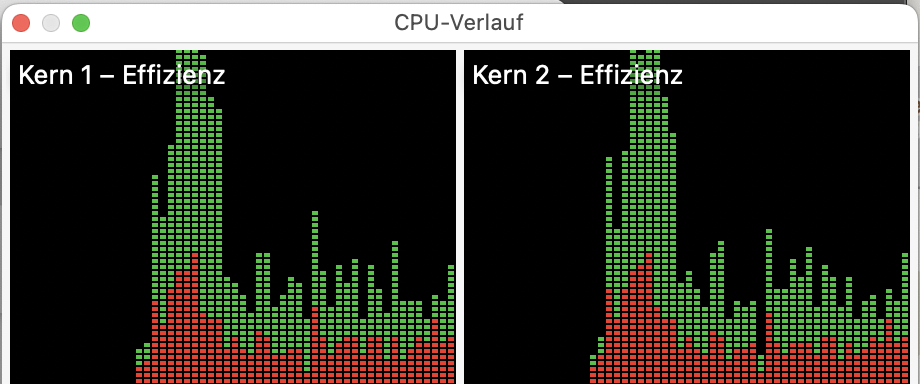 CPU-Verlauf
Kern 1 – Effizienz
Kern 2 – Effizienz